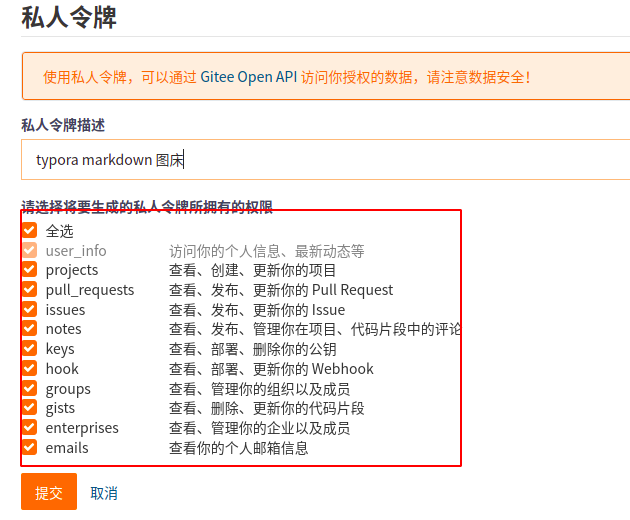 私人令牌
使用私人令牌，可以通过 Gitee Open API 访问你授权的数据，请注意数据安全！
私人令牌描述
typora markdown 图床
请选择将要生成的私人令牌所拥有的权限
全选
user_info 访问你的个人信息、最新动态等
projects 查看、创建、更新你的项目
pull_requests 查看、发布、更新你的 Pull Request
issues 查看、发布、更新你的 Issue
notes 查看、发布、管理你在项目、代码片段中的评论
keys 查看、部署、删除你的公钥
hook 查看、部署、更新你的 Webhook
groups 查看、管理你的组织以及成员
gists 查看、删除、更新你的代码片段
enterprises 查看、管理你的企业以及成员
emails 查看你的个人邮箱信息
提交 取消